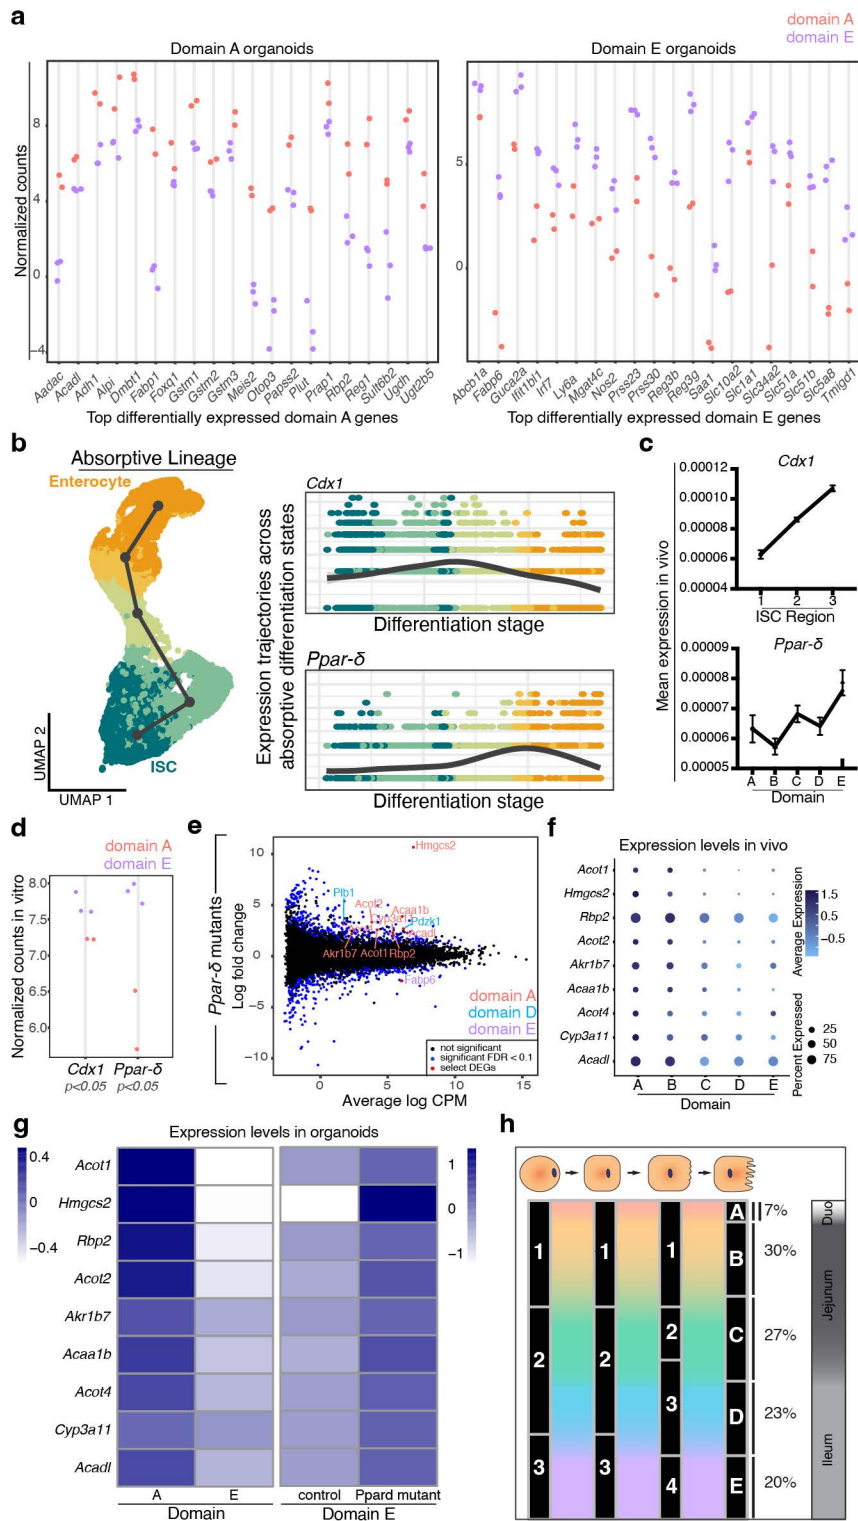 a
domain A
domain E
Domain A organoids
Domain E organoids
Normalized counts
8
4
0
−4
5
0
Aadac
Acadl
Adh1
Alpi
Dmbt1
Fabp1
Foxq1
Gstm1
Gstm2
Gstm3
Meis2
Otop3
Papss2
Plut
Prap1
Rbp2
Reg1
Sult6b2
Ugdh
Ugt2b5
Abcb1a
Fabp6
Guca2a
Ifit1bl1
Irf7
Ly6a
Mgat4c
Nos2
Prss23
Prss30
Reg3b
Reg3g
Saa1
Slc10a2
Slc1a1
Slc34a2
Slc51a
Slc51b
Slc5a8
Tmigd1
Top differentially expressed domain A genes
Top differentially expressed domain E genes
b
Absorptive Lineage
Enterocyte
ISC
UMAP 2
UMAP 1
Expression trajectories across
absorptive differentiation states
Cdx1
Differentiation stage
Ppar-δ
Differentiation stage
c
Mean expression in vivo
Cdx1
0.00012
0.00010
0.00008
0.00006
0.00004
1 2 3
ISC Region
Ppar-δ
0.00009
0.00008
0.00007
0.00006
0.00005
A B C D E
Domain
d
domain A
domain E
Normalized counts in vitro
8.0
7.5
7.0
6.5
6.0
Cdx1 Ppar-δ
p<0.05 p<0.05
e
Ppar-δ mutants
Log fold change
10
5
0
−5
−10
Hmgcs2
Plb1
Acot2
Acaa1b
Cyp3a11
Pdzk1
Acadl
Akr1b7 Acot1 Rbp2
Fabp6
domain A
domain D
domain E
not significant
significant FDR < 0.1
select DEGs
0 5 10 15
Average log CPM
f
Expression levels in vivo
Acot1
Hmgcs2
Rbp2
Acot2
Akr1b7
Acaa1b
Acot4
Cyp3a11
Acadl
A B C D E
Domain
Average Expression
1.5
0.5
−0.5
Percent Expressed
25
50
75
g
Expression levels in organoids
0.4
0
−0.4
1
0
−1
Acot1
Hmgcs2
Rbp2
Acot2
Akr1b7
Acaa1b
Acot4
Cyp3a11
Acadl
A E
Domain
control Ppard mutant
Domain E
h
1
2
3
1
2
3
1
2
3
4
A
B
C
D
E
7%
30%
27%
23%
20%
Duo
Jejunum
Ileum